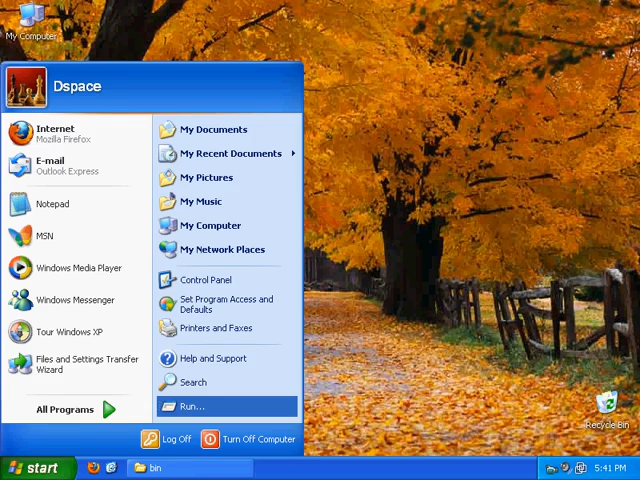 My Computer
Dspace
Internet
Mozilla Firefox
E-mail
Outlook Express
Notepad
MSN
Windows Media Player
Windows Messenger
Tour Windows XP
Files and Settings Transfer
Wizard
All Programs
My Documents
My Recent Documents
My Pictures
My Music
My Computer
My Network Places
Control Panel
Set Program Access and
Defaults
Printers and Faxes
Help and Support
Search
Run...
Log Off
Turn Off Computer
Recycle Bin
start
bin
5:41 PM